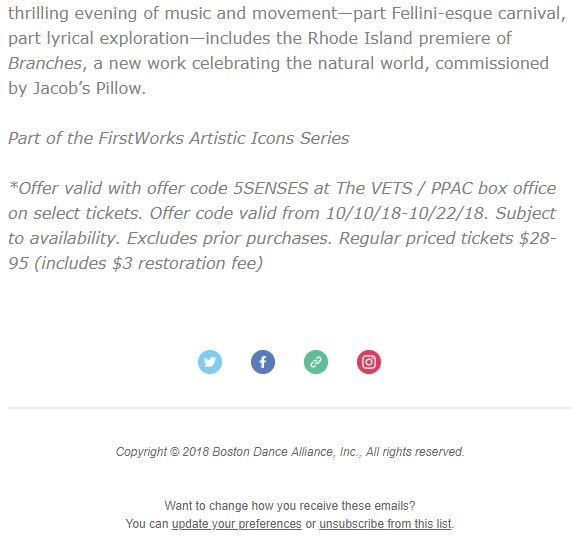 thrilling evening of music and movement—part Fellini-esque carnival,
part lyrical exploration—includes the Rhode Island premiere of
Branches, a new work celebrating the natural world, commissioned
by Jacob’s Pillow.
Part of the FirstWorks Artistic Icons Series
*Offer valid with offer code 5SENSES at The VETS / PPAC box office
on select tickets. Offer code valid from 10/10/18-10/22/18. Subject
to availability. Excludes prior purchases. Regular priced tickets $28-
95 (includes $3 restoration fee)
Copyright © 2018 Boston Dance Alliance, Inc., All rights reserved.
Want to change how you receive these emails?
You can update your preferences or unsubscribe from this list.